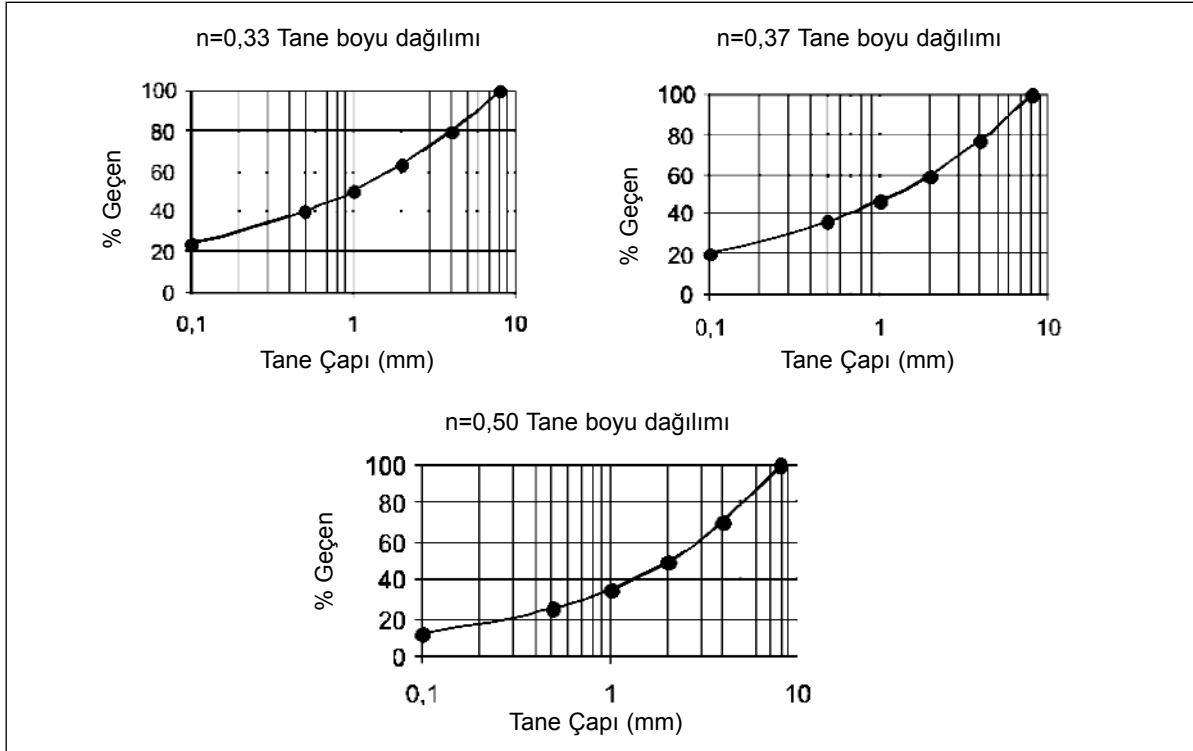 n=0,33 Tane boyu dağılımı
100
80
60
40
20
0
% Geçen
0,1 1 10
Tane Çapı (mm)
n=0,37 Tane boyu dağılımı
100
80
60
40
20
0
% Geçen
0,1 1 10
Tane Çapı (mm)
n=0,50 Tane boyu dağılımı
100
80
60
40
20
0
% Geçen
0,1 1 10
Tane Çapı (mm)